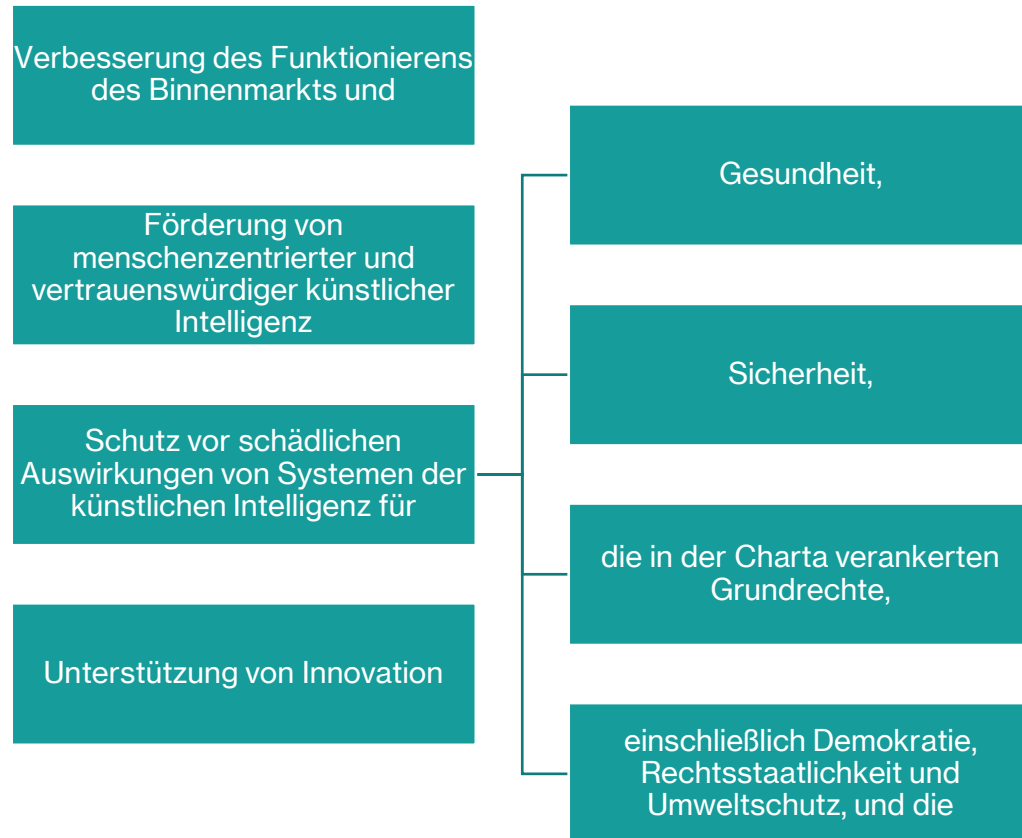 Verbesserung des Funktionierens
des Binnenmarkts und
Förderung von
menschenzentrierter und
vertrauenswürdiger künstlicher
Intelligenz
Schutz vor schädlichen
Auswirkungen von Systemen der
künstlichen Intelligenz für
Unterstützung von Innovation
Gesundheit,
Sicherheit,
die in der Charta verankerten
Grundrechte,
einschließlich Demokratie,
Rechtsstaatlichkeit und
Umweltschutz, und die